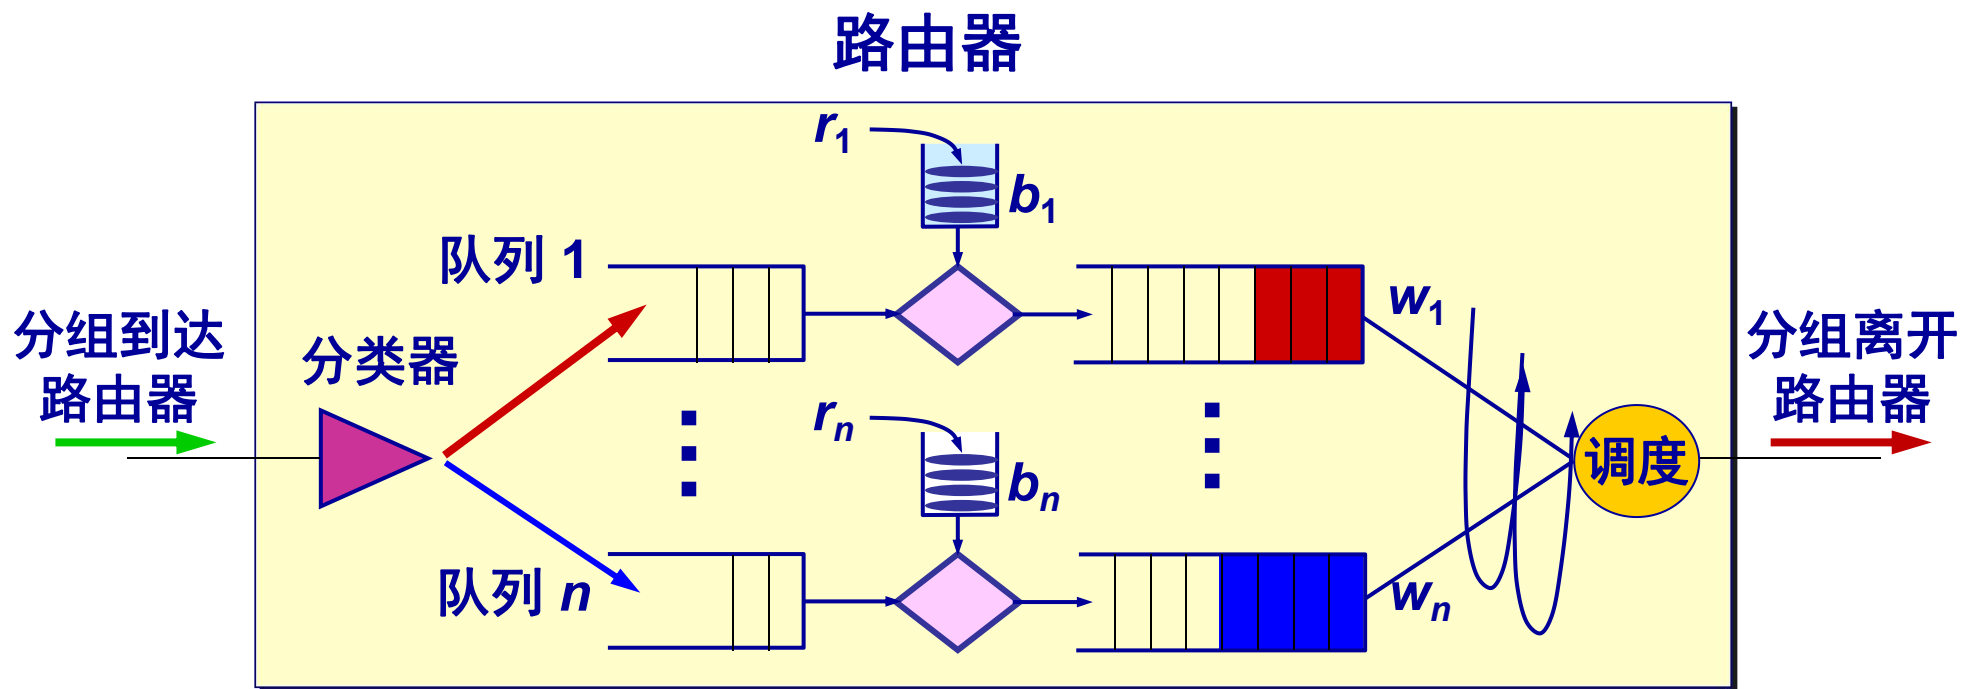 路由器
r1
b1
队列 1
w1
分组到达
路由器
分类器
分组离开
路由器
rn
bn
调度
队列 n
wn